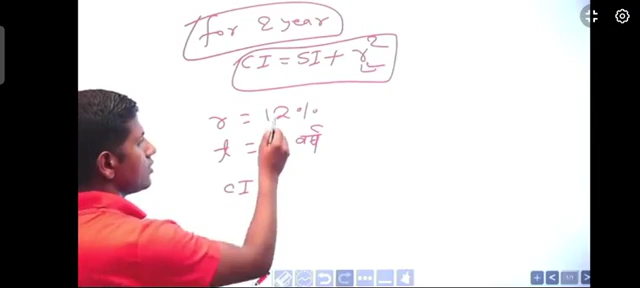 for 2 year
CI = SI + r²
r = 12%
t = वर्ष
CI